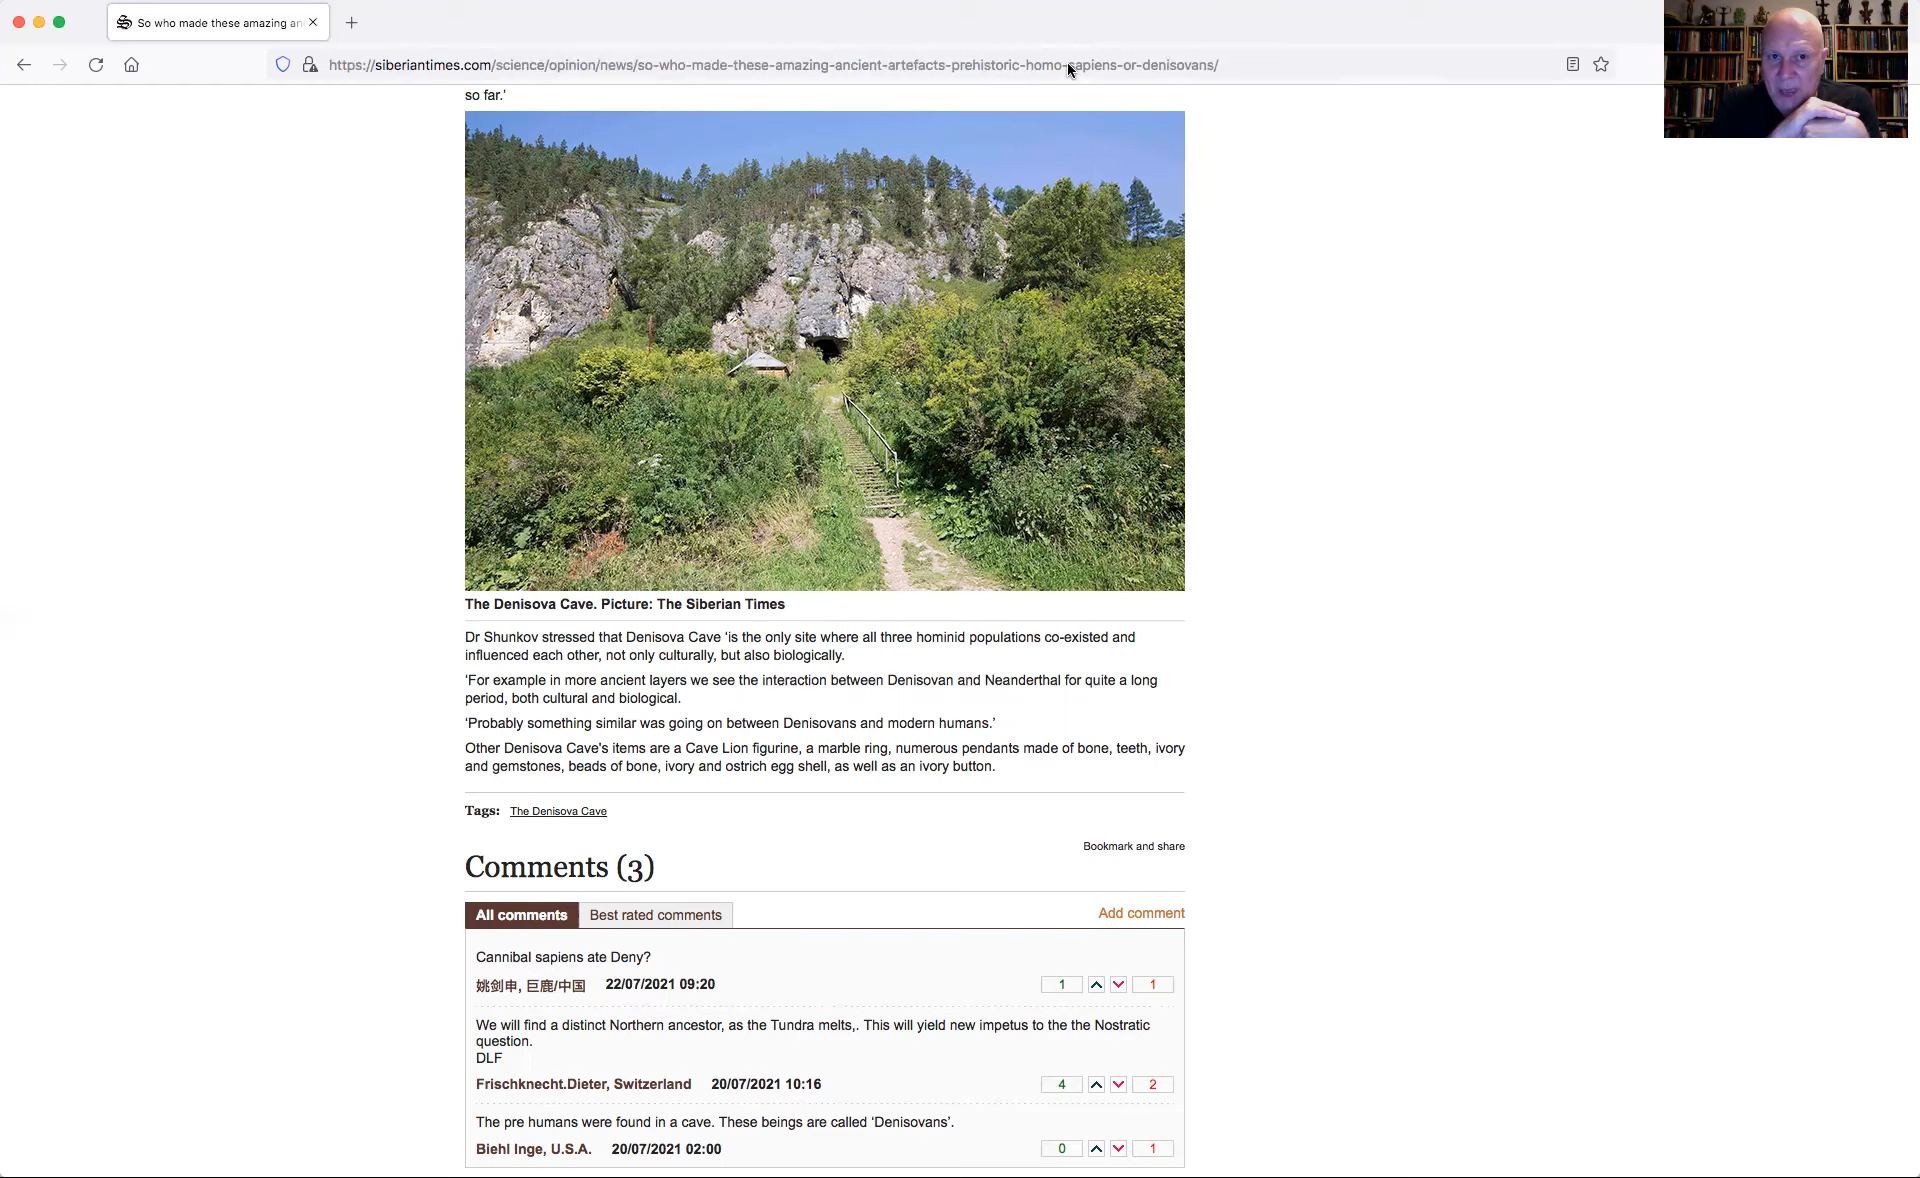 So who made these amazing an
https://siberiantimes.com/science/opinion/news/so-who-made-these-amazing-ancient-artefacts-prehistoric-homo-sapiens-or-denisovans/
so far.’
The Denisova Cave. Picture: The Siberian Times
Dr Shunkov stressed that Denisova Cave ‘is the only site where all three hominid populations co-existed and
influenced each other, not only culturally, but also biologically.
‘For example in more ancient layers we see the interaction between Denisovan and Neanderthal for quite a long
period, both cultural and biological.
‘Probably something similar was going on between Denisovans and modern humans.’
Other Denisova Cave's items are a Cave Lion figurine, a marble ring, numerous pendants made of bone, teeth, ivory
and gemstones, beads of bone, ivory and ostrich egg shell, as well as an ivory button.
Tags: The Denisova Cave
Bookmark and share
Comments (3)
All comments Best rated comments Add comment
Cannibal sapiens ate Deny?
姚剑申, 巨鹿/中国 22/07/2021 09:20 1 1
We will find a distinct Northern ancestor, as the Tundra melts,. This will yield new impetus to the the Nostratic
question.
DLF
Frischknecht.Dieter, Switzerland 20/07/2021 10:16 4 2
The pre humans were found in a cave. These beings are called ‘Denisovans’.
Biehl Inge, U.S.A. 20/07/2021 02:00 0 1